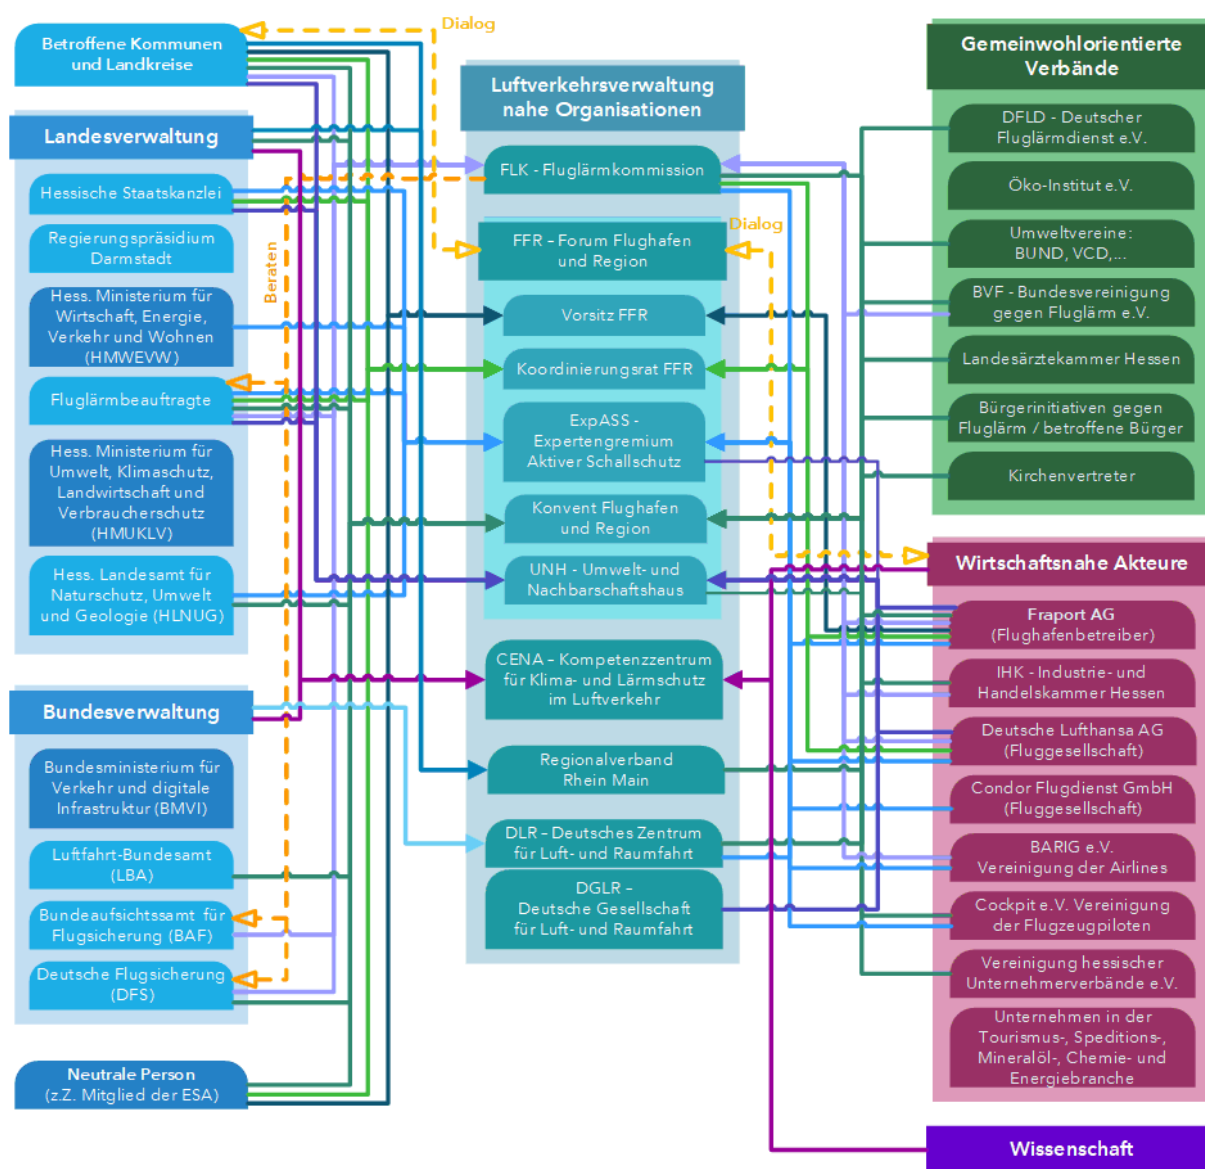 Dialog
Betroffene Kommunen
und Landkreise
Landesverwaltung
Hessische Staatskanzlei
Regierungspräsidium
Darmstadt
Hess. Ministerium für
Wirtschaft, Energie,
Verkehr und Wohnen
(HMWEVW)
Fluglärmbeauftragte
Hess. Ministerium für
Umwelt, Klimaschutz,
Landwirtschaft und
Verbraucherschutz
(HMUKLV)
Hess. Landesamt für
Naturschutz, Umwelt
und Geologie (HLNUG)
Beraten
Bundesverwaltung
Bundesministerium für
Verkehr und digitale
Infrastruktur (BMVI)
Luftfahrt-Bundesamt
(LBA)
Bundeaufsichtssamt für
Flugsicherung (BAF)
Deutsche Flugsicherung
(DFS)
Neutrale Person
(z.Z. Mitglied der ESA)
Luftverkehrsverwaltung
nahe Organisationen
FLK - Fluglärmkommission
Dialog
FFR – Forum Flughafen
und Region
Vorsitz FFR
Koordinierungsrat FFR
ExpASS -
Expertengremium
Aktiver Schallschutz
Konvent Flughafen
und Region
UNH - Umwelt- und
Nachbarschaftshaus
CENA – Kompetenzzentrum
für Klima- und Lärmschutz
im Luftverkehr
Regionalverband
Rhein Main
DLR – Deutsches Zentrum
für Luft- und Raumfahrt
DGLR –
Deutsche Gesellschaft
für Luft- und Raumfahrt
Gemeinwohlorientierte
Verbände
DFLD - Deutscher
Fluglärmdienst e.V.
Öko-Institut e.V.
Umweltvereine:
BUND, VCD,...
BVF - Bundesvereinigung
gegen Fluglärm e.V.
Landesärztekammer Hessen
Bürgerinitiativen gegen
Fluglärm / betroffene Bürger
Kirchenvertreter
Wirtschaftsnahe Akteure
Fraport AG
(Flughafenbetreiber)
IHK - Industrie- und
Handelskammer Hessen
Deutsche Lufthansa AG
(Fluggesellschaft)
Condor Flugdienst GmbH
(Fluggesellschaft)
BARIG e.V.
Vereinigung der Airlines
Cockpit e.V. Vereinigung
der Flugzeugpiloten
Vereinigung hessischer
Unternehmerverbände e.V.
Unternehmen in der
Tourismus-, Speditions-,
Mineralöl-, Chemie- und
Energiebranche
Wissenschaft